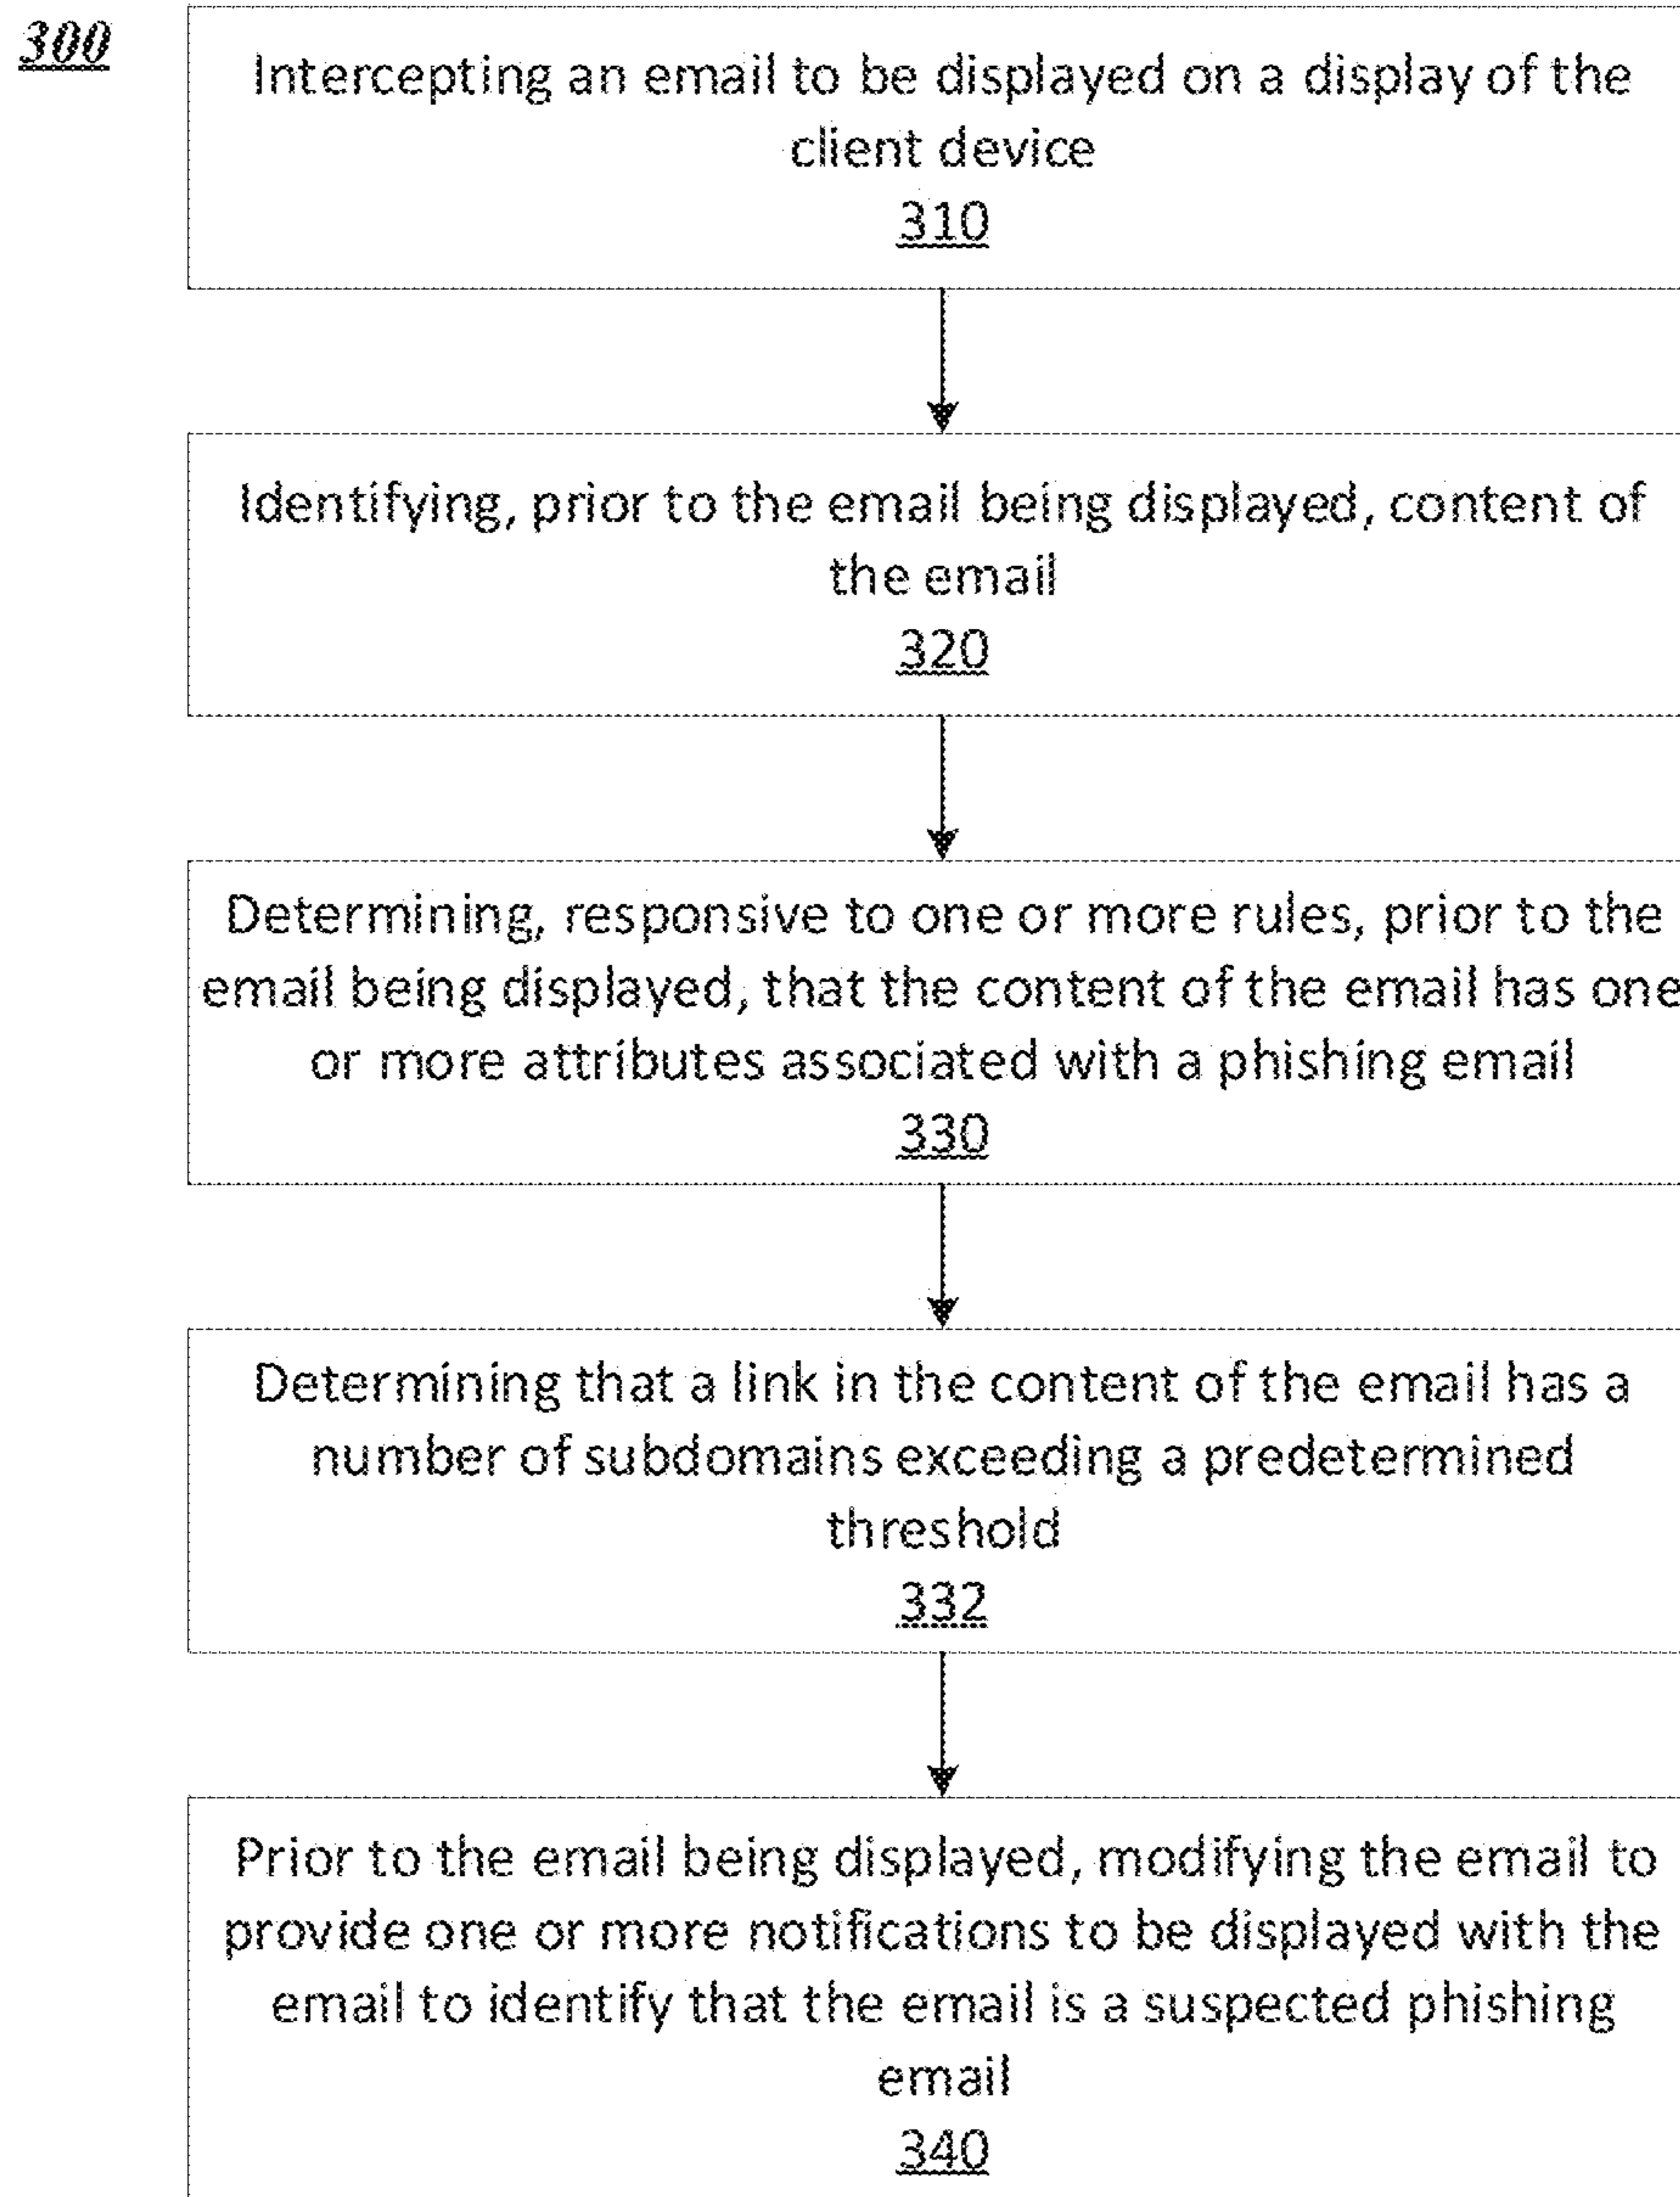 300
Intercepting an email to be displayed on a display of the
client device
310
Identifying, prior to the email being displayed, content of
the email
320
Determining, responsive to one or more rules, prior to the
email being displayed, that the content of the email has one
or more attributes associated with a phishing email
330
Determining that a link in the content of the email has a
number of subdomains exceeding a predetermined
threshold
332
Prior to the email being displayed, modifying the email to
provide one or more notifications to be displayed with the
email to identify that the email is a suspected phishing
email
340